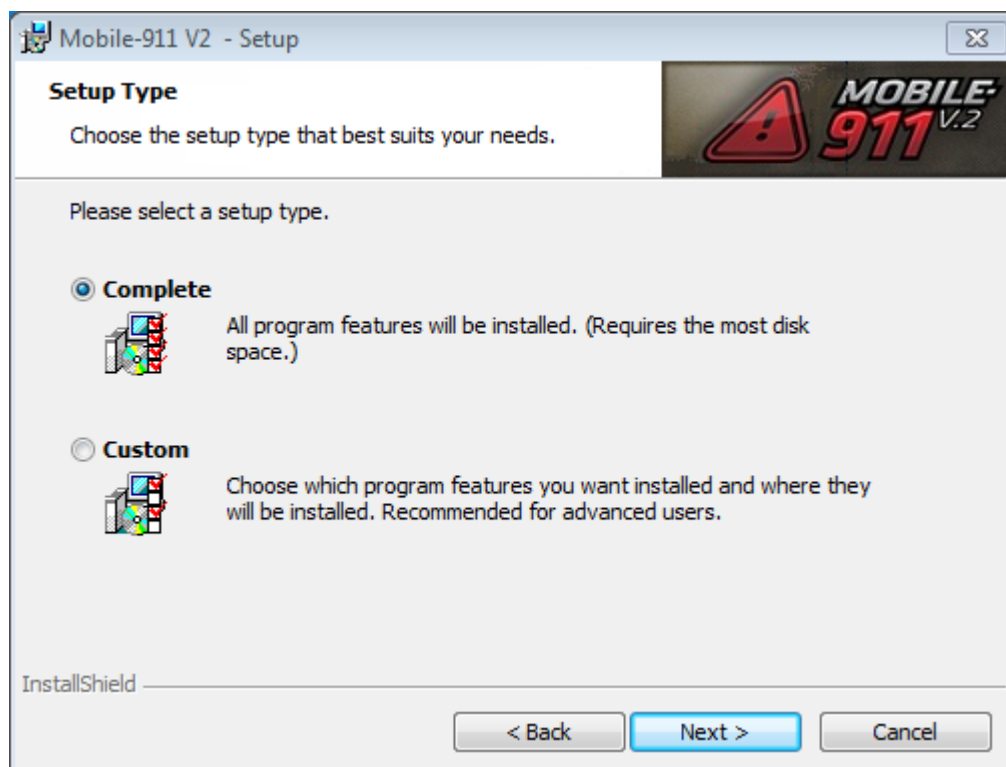 Mobile-911 V2  - Setup
Setup Type
Choose the setup type that best suits your needs.
MOBILE-
911 V.2
Please select a setup type.
Complete
All program features will be installed. (Requires the most disk
space.)
Custom
Choose which program features you want installed and where they
will be installed. Recommended for advanced users.
InstallShield
< Back
Next >
Cancel